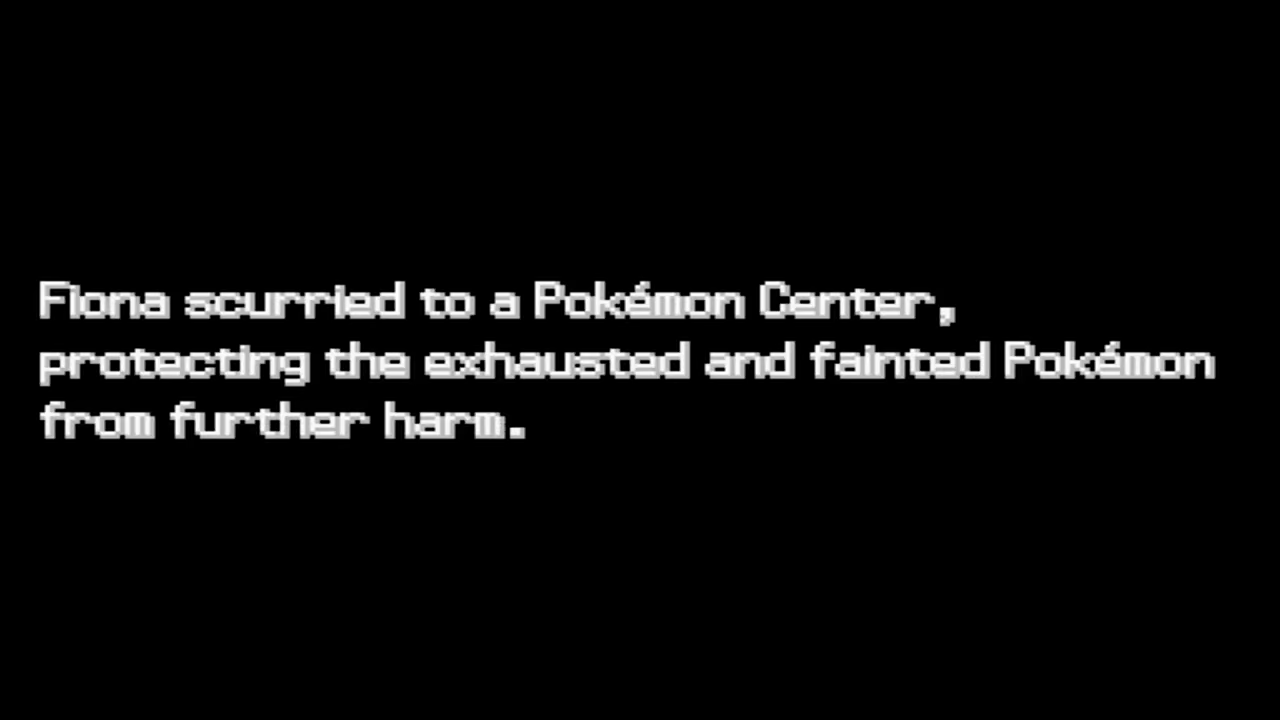 Fiona scurried to a Pokémon Center,
protecting the exhausted and fainted Pokémon
from further harm.